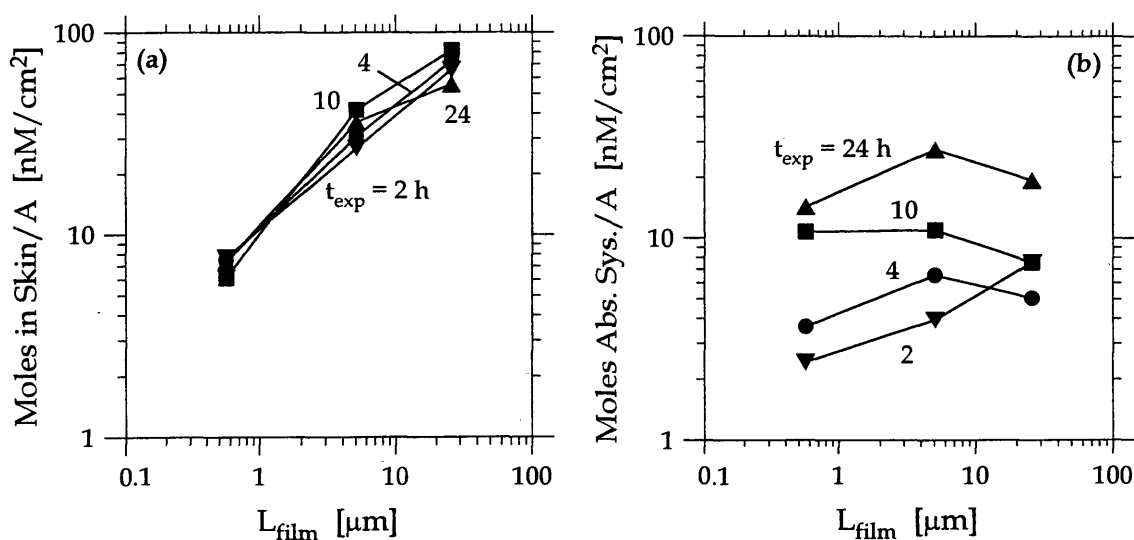 (a)
100
10
1
0.1
1
10
100
Moles in Skin/A [nM/cm2]
L_film [µm]
4
10
24
t_exp = 2 h
(b)
100
10
1
0.1
1
10
100
Moles Abs. Sys./A [nM/cm2]
L_film [µm]
t_exp = 24 h
10
4
2